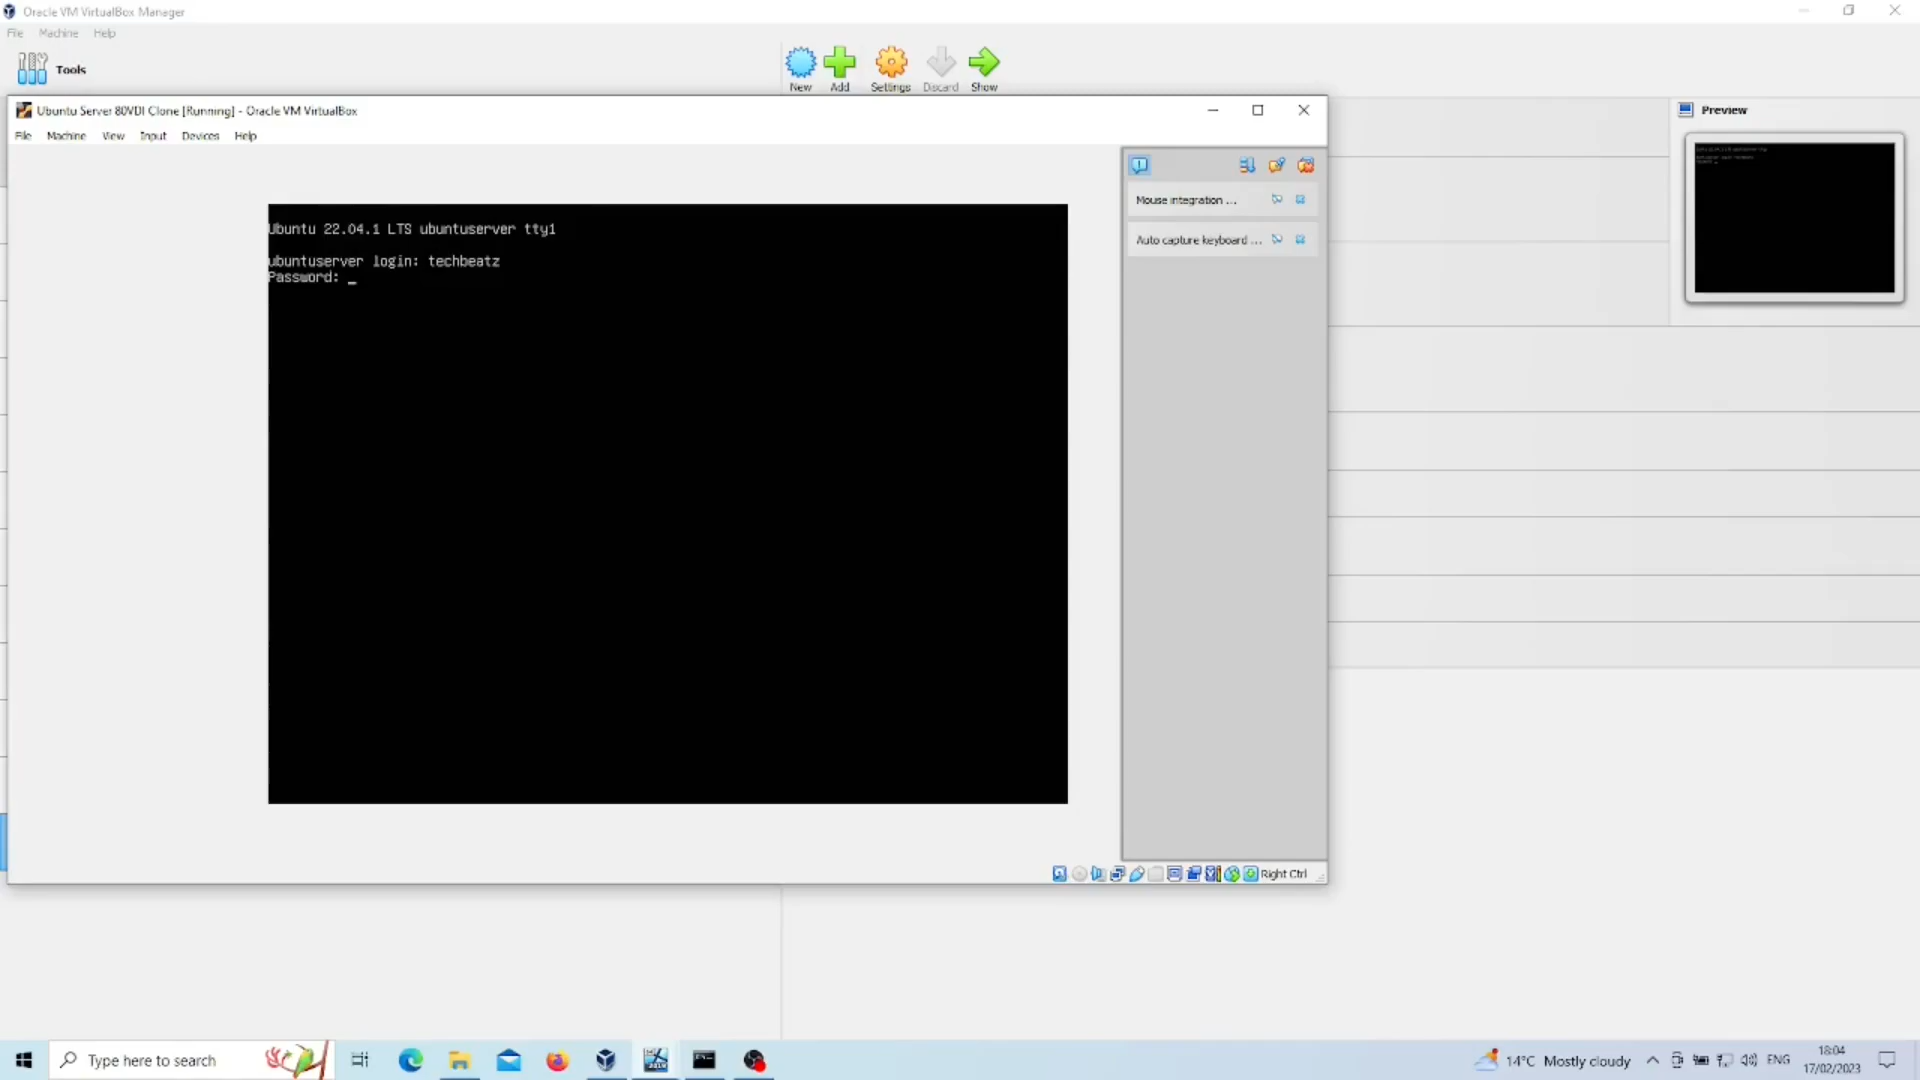 Oracle VM VirtualBox Manager
File Machine Help
Tools
New Add Settings Discard Show
Ubuntu Server 80VDI Clone [Running] - Oracle VM VirtualBox
File Machine View Input Devices Help
Preview
Mouse integration ...
Auto capture keyboard ...
Ubuntu 22.04.1 LTS ubuntuserver tty1
ubuntuserver login: techbeatz
Password: _
Right Ctrl
Type here to search
14°C Mostly cloudy
ENG
18:04
17/02/2023